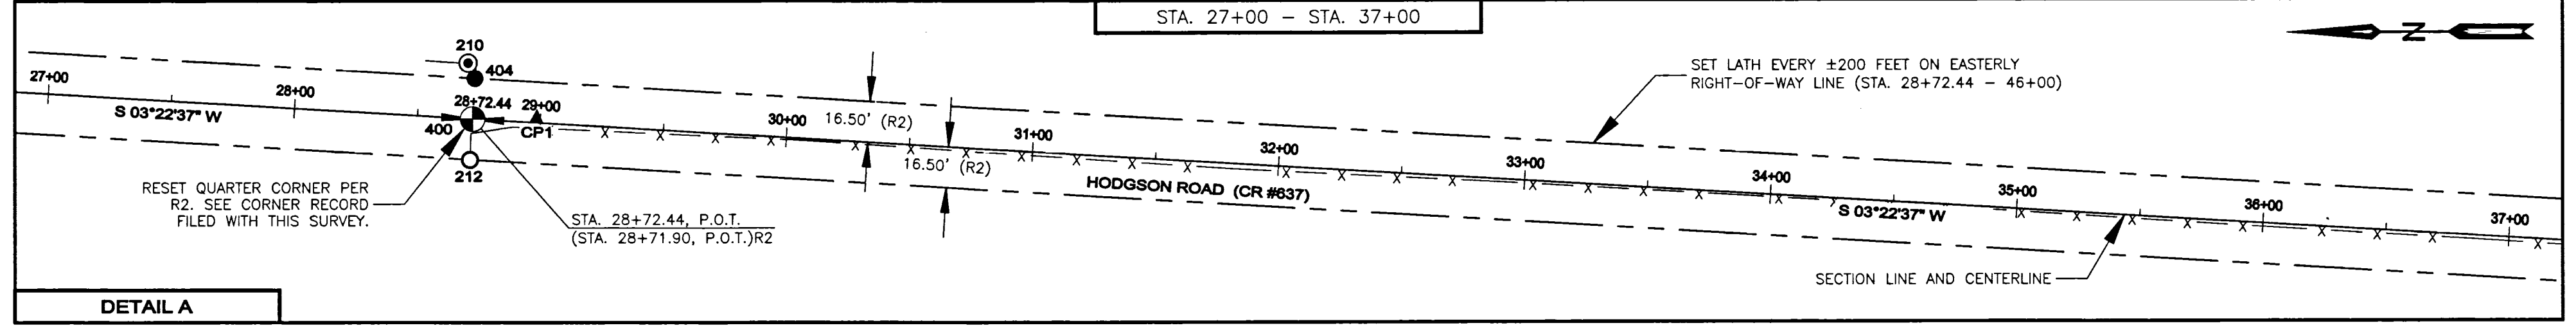 STA. 27+00 – STA. 37+00
N
210
404
27+00
28+00
S 03°22'37" W
28+72.44
29+00
400
CP1
212
30+00
16.50' (R2)
31+00
16.50' (R2)
32+00
33+00
34+00
35+00
36+00
37+00
SET LATH EVERY ±200 FEET ON EASTERLY
RIGHT-OF-WAY LINE (STA. 28+72.44 – 46+00)
HODGSON ROAD (CR #637)
S 03°22'37" W
RESET QUARTER CORNER PER
R2. SEE CORNER RECORD
FILED WITH THIS SURVEY.
STA. 28+72.44, P.O.T.
(STA. 28+71.90, P.O.T.)R2
SECTION LINE AND CENTERLINE
DETAIL A